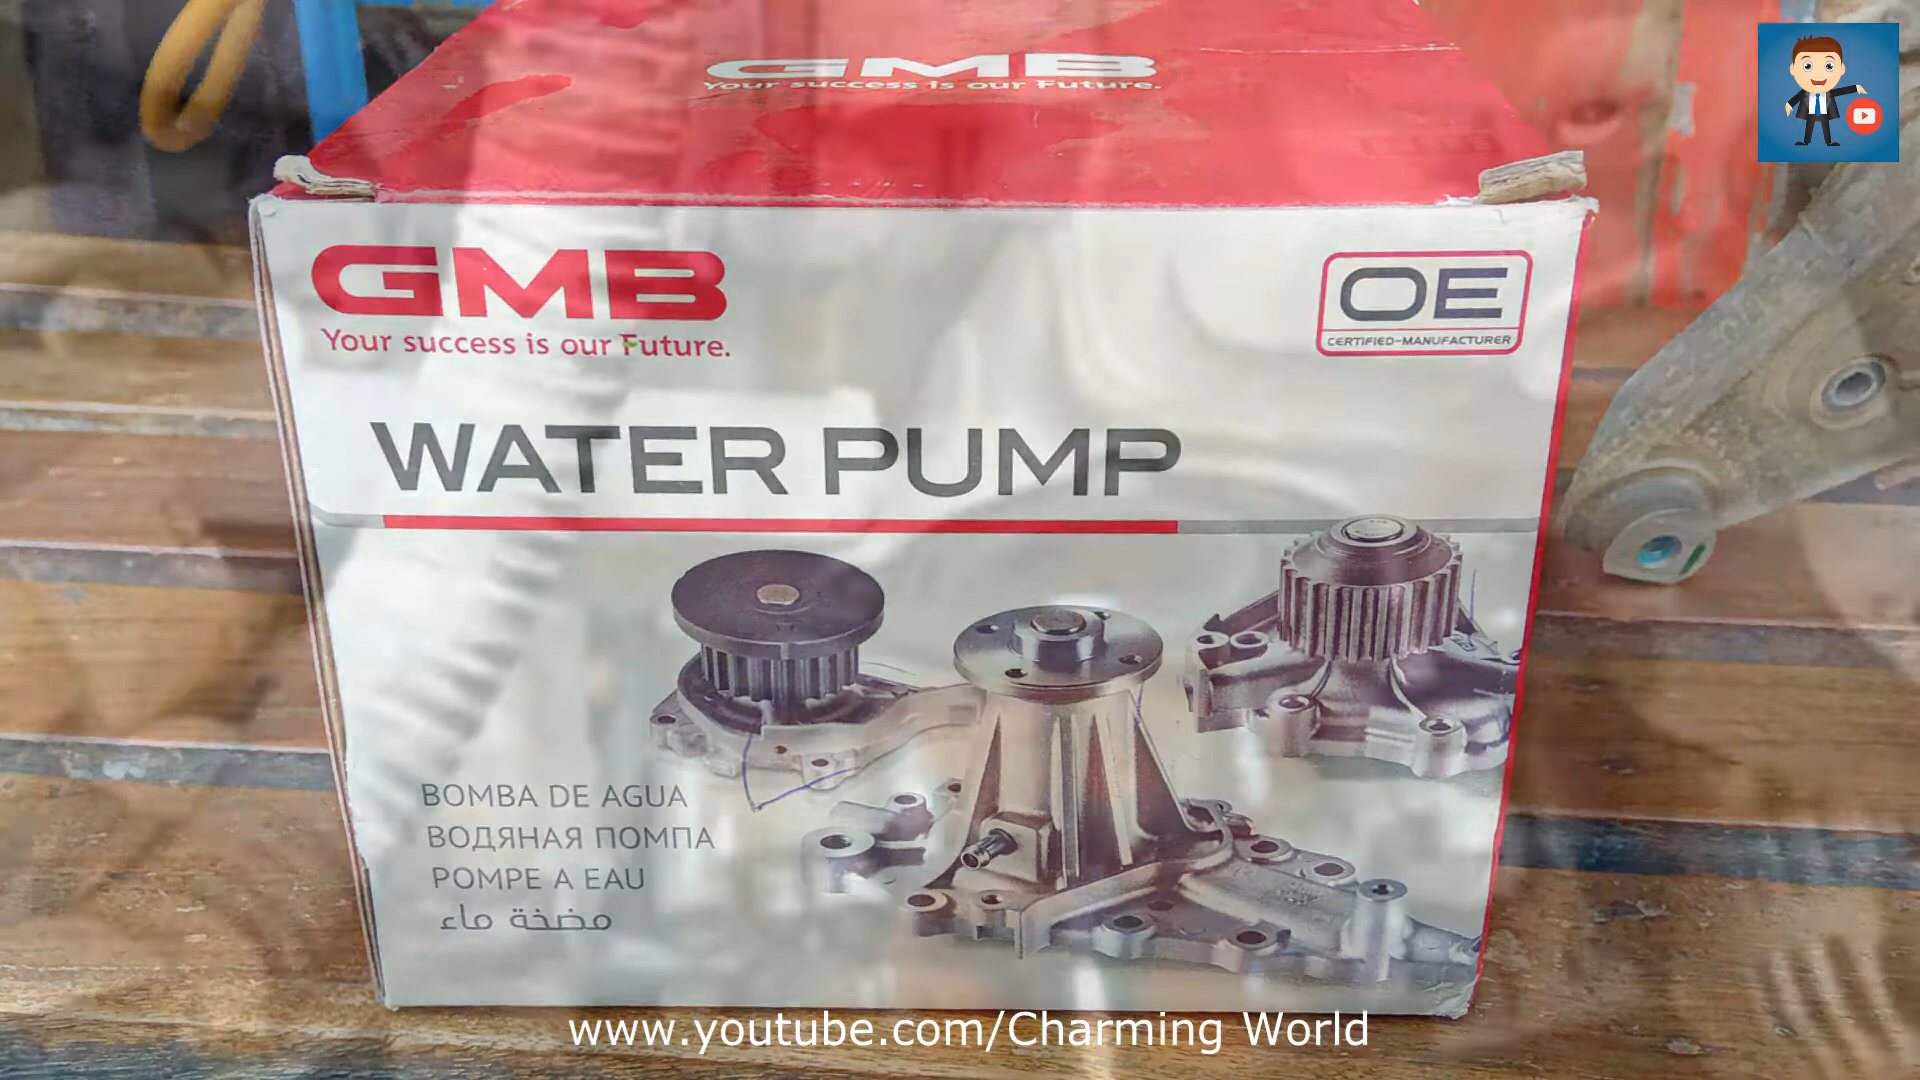 GMB
Your success is our Future.
GMB
Your success is our Future.
OE
CERTIFIED-MANUFACTURER
WATER PUMP
BOMBA DE AGUA
ВОДЯНАЯ ПОМПА
POMPE A EAU
مضخة ماء
www.youtube.com/Charming World